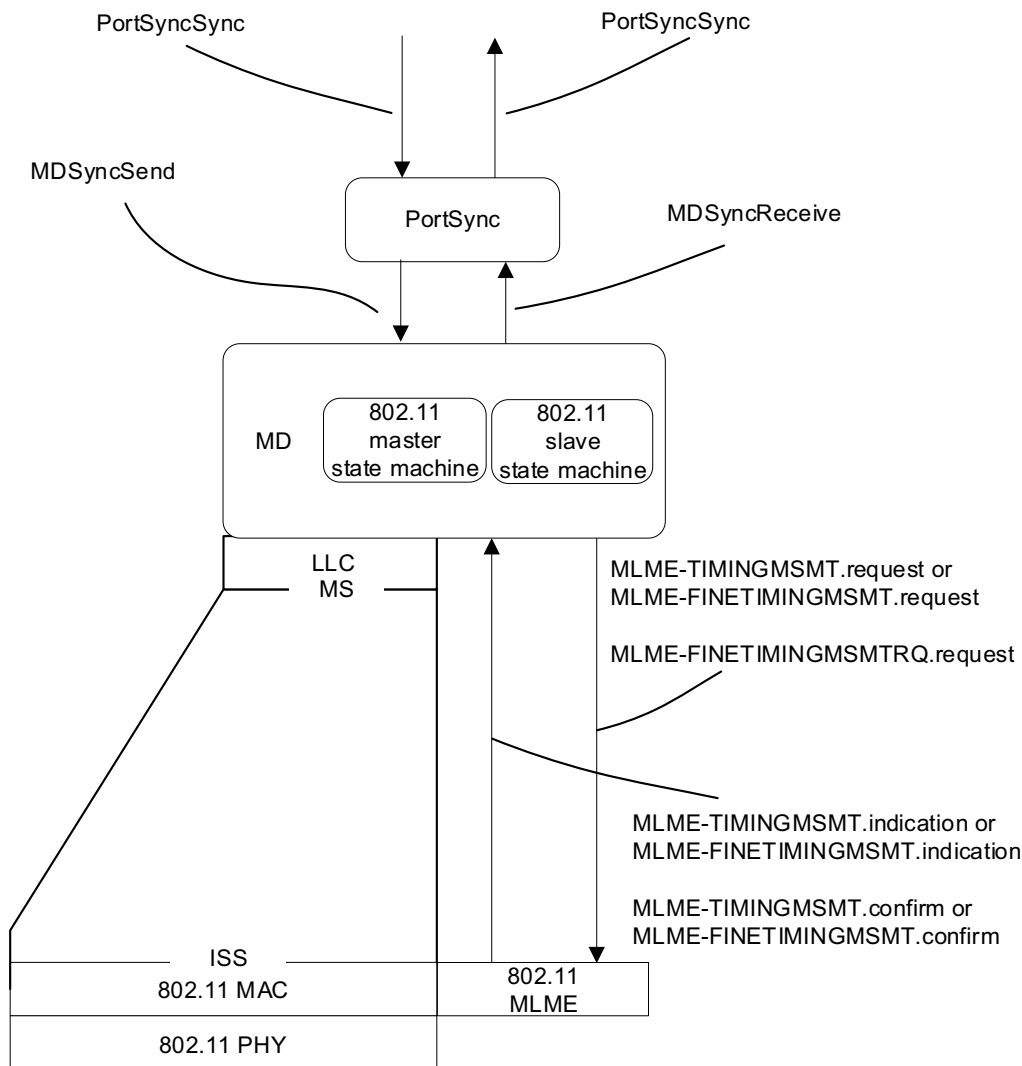 PortSyncSync
PortSyncSync
MDSyncSend
PortSync
MDSyncReceive
MD
802.11
master
state machine
802.11
slave
state machine
LLC
MS
MLME-TIMINGMSMT.request or
MLME-FINETIMINGMSMT.request
MLME-FINETIMINGMSMTRQ.request
MLME-TIMINGMSMT.indication or
MLME-FINETIMINGMSMT.indication
MLME-TIMINGMSMT.confirm or
MLME-FINETIMINGMSMT.confirm
ISS
802.11 MAC
802.11
MLME
802.11 PHY